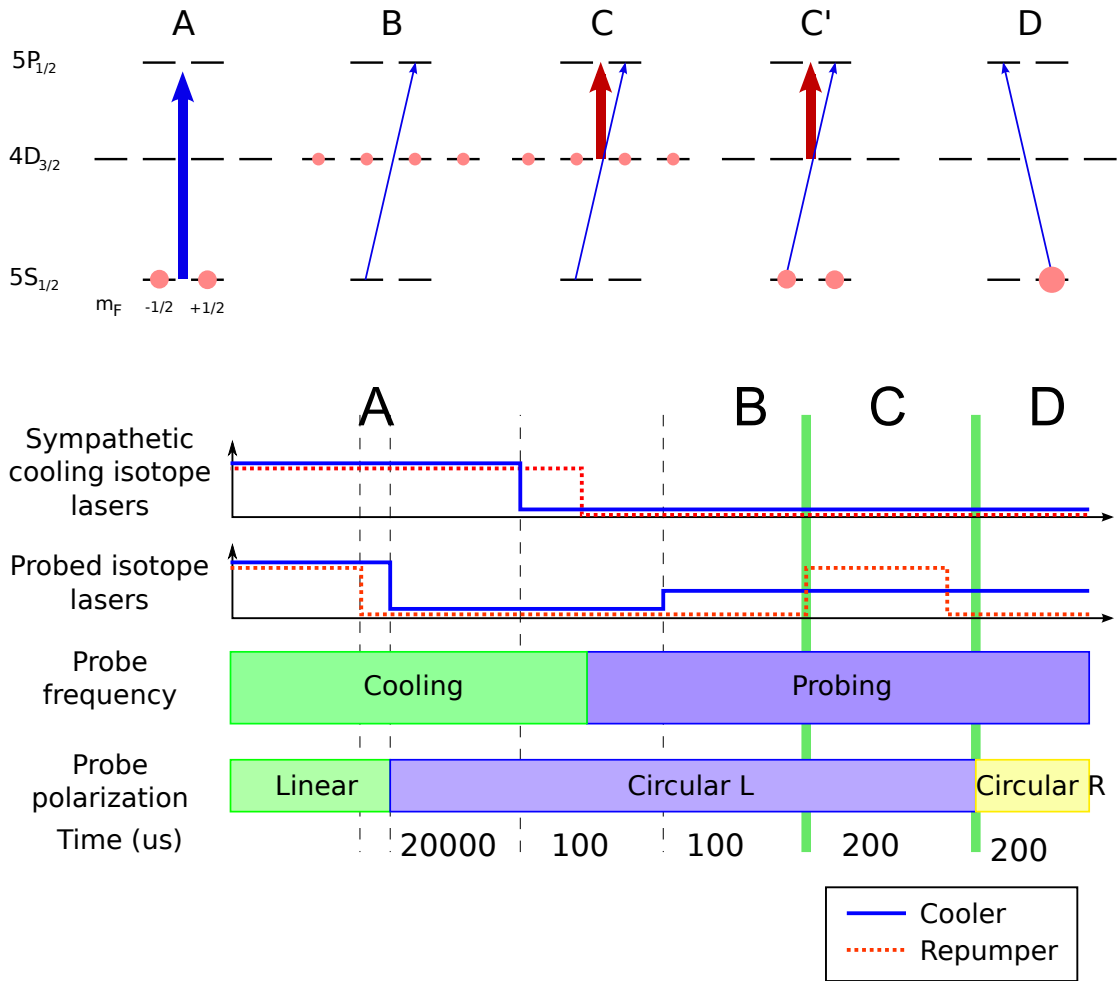 A B C C' D
5P1/2
4D3/2
5S1/2
mF -1/2 +1/2
A B C D
Sympathetic
cooling isotope
lasers
Probed isotope
lasers
Probe
frequency
Cooling Probing
Probe
polarization
Linear Circular L Circular R
Time (us) 20000 100 100 200 200
Cooler
Repumper